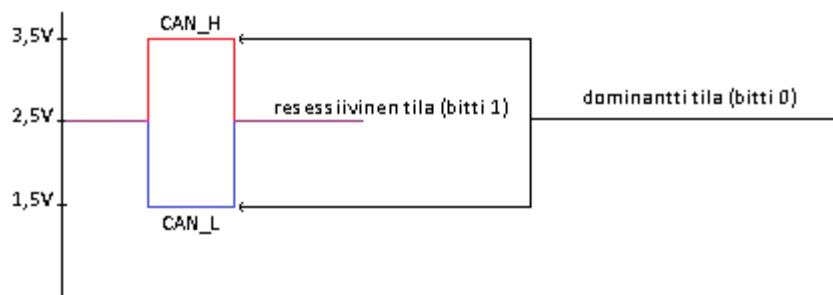 CAN_H
3,5V
2,5V
resessiivinen tila (bitti 1)
dominantti tila (bitti 0)
1,5V
CAN_L